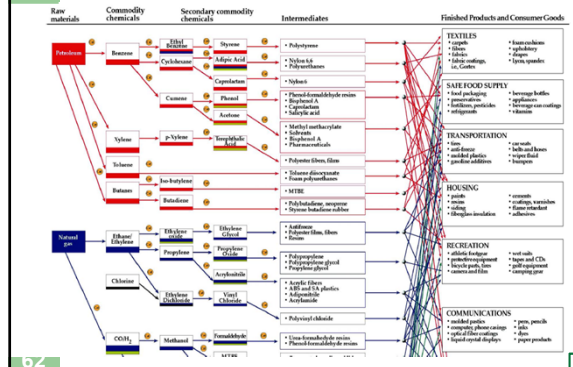 Raw
materials
Commodity
chemicals
Secondary commodity
chemicals
Intermediates
Finished Products and Consumer Goods
Petroleum
Benzene
Ethyl
Benzene
Styrene
• Polystyrene
Cyclohexane
Adipic Acid
• Nylon 6,6
• Polyurethanes
Caprolactam
• Nylon 6
Cumene
Phenol
• Phenol-formaldehyde resins
• Bisphenol A
• Caprolactam
• Salicylic acid
Acetone
• Methyl methacrylate
• Solvents
• Bisphenol A
• Pharmaceuticals
Xylene
p-Xylene
Terephthalic
Acid
• Polyester fibres, films
Toluene
• Toluene diisocyanate
• Foam polyurethanes
Butanes
Iso-butylene
• MTBE
Butadiene
• Polybutadiene, neoprene
• Styrene butadiene rubber
Natural
gas
Ethane/
Ethylene
Ethylene
oxide
Ethylene
Glycol
• Antifreeze
• Polyester film, fibers
• Resins
Propylene
Propylene
Oxide
• Polypropylene
• Polypropylene glycol
• Propylene glycol
Acrylonitile
• Acrylic fibers
• ABS and SA plastics
• Adiponitrile
• Acrylamide
Chlorine
Ethylene
Dichloride
Vinyl
Chloride
• Polyvinyl chloride
CO/H2
Methanol
Formaldehyde
• Urea-formahedyde resins
• Phenol-formaldehyde resins
MTBE
TEXTILES
• carpets
• fibers
• fabrics
• fabric coatings,
i.e., Gortex
• foam cushions
• upholstery
• drapes
• Lycra, spandex
SAFE FOOD SUPPLY
• food packaging
• preservatives
• fertilizers, pesticides
• refrigerants
• beverage bottles
• appliances
• beverage can coatings
• vitamins
TRANSPORTATION
• tires
• anti-freeze
• molded plastics
• gasoline additives
• car seats
• belts and hoses
• wiper fluid
• bumpers
HOUSING
• paints
• resins
• siding
• fibreglass insulation
• cements
• coatings, varnishes
• flame retardant
• adhesives
RECREATION
• athletic footgear
• protective equipment
• bicycle parts, tires
• camera and film
• wet suits
• tapes and CDs
• golf equipment
• camping gear
COMMUNICATIONS
• molded plastics
• computer, phone casings
• optical fiber coatings
• liquid crystal displays
• pens, pencils
• inks
• dyes
• paper products
62